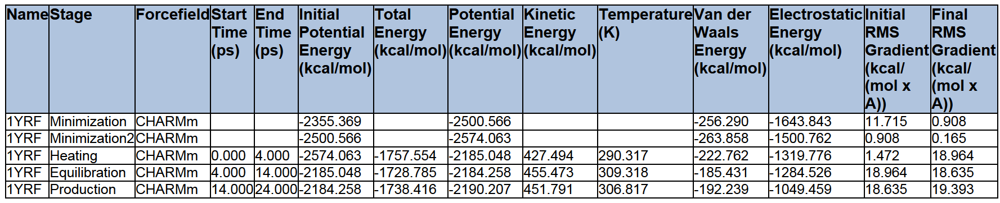 Name Stage Forcefield Start Time (ps) End Time (ps) Initial Potential Energy (kcal/mol) Total Energy (kcal/mol) Potential Energy (kcal/mol) Kinetic Energy (kcal/mol) Temperature (K) Van der Waals Energy (kcal/mol) Electrostatic Energy (kcal/mol) Initial RMS Gradient (kcal/ (mol x A)) Final RMS Gradient (kcal/ (mol x A))
1YRF Minimization CHARMm -2355.369 -2500.566 -256.290 -1643.843 11.715 0.908
1YRF Minimization2 CHARMm -2500.566 -2574.063 -263.858 -1500.762 0.908 0.165
1YRF Heating CHARMm 0.000 4.000 -2574.063 -1757.554 -2185.048 427.494 290.317 -222.762 -1319.776 1.472 18.964
1YRF Equilibration CHARMm 4.000 14.000 -2185.048 -1728.785 -2184.258 455.473 309.318 -185.431 -1284.526 18.964 18.635
1YRF Production CHARMm 14.000 24.000 -2184.258 -1738.416 -2190.207 451.791 306.817 -192.239 -1049.459 18.635 19.393